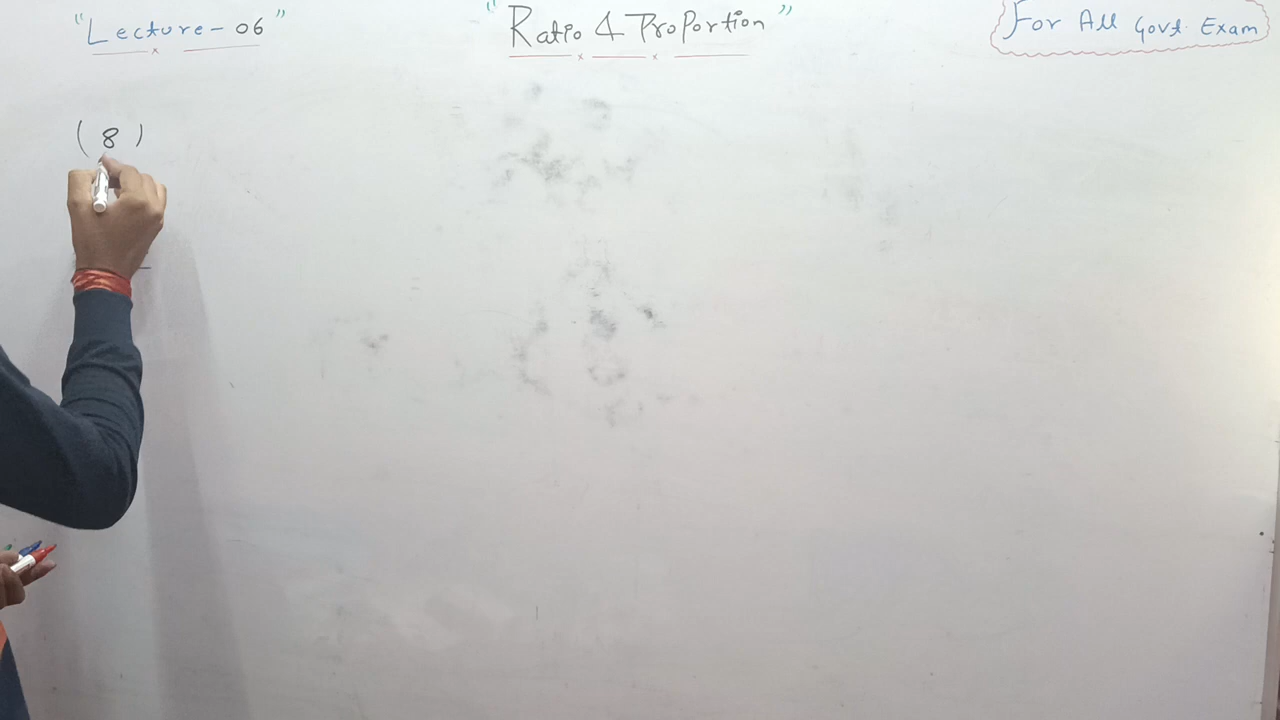 "Lecture - 06"
"Ratio & Proportion"
For All Govt. Exam
( 8 )